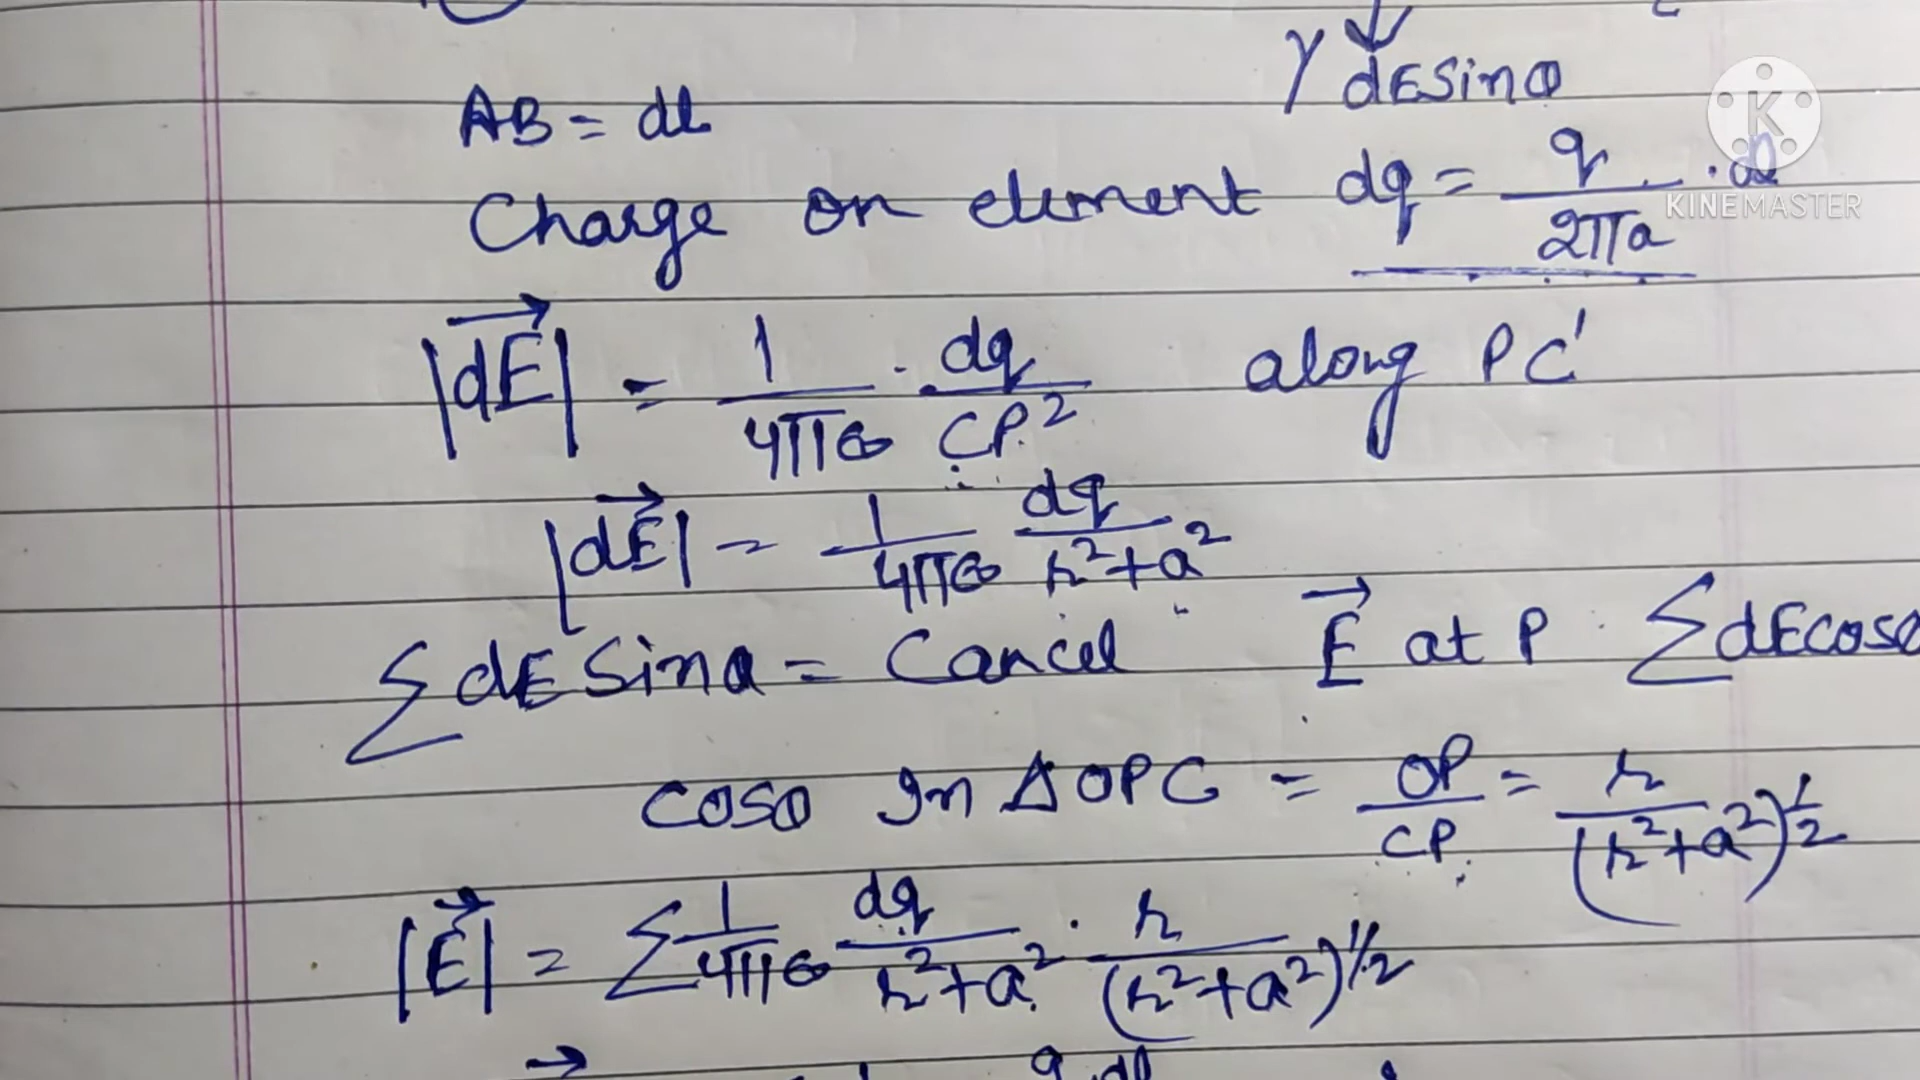 Y dE Sinθ
AB = dl
Charge on element dq = q / 2πa . dl
KINEMASTER
|dE→| = 1 / 4πε₀ . dq / CP² along PC'
|dE→| = 1 / 4πε₀ dq / r² + a²
∑ dE Sinθ = Cancel E→ at P ∑ dE cosθ
cosθ In Δ OPC = OP / CP = r / (r² + a²)^1/2
|E→| = ∑ 1 / 4πε₀ dq / r² + a² . r / (r² + a²)^1/2
q . dl